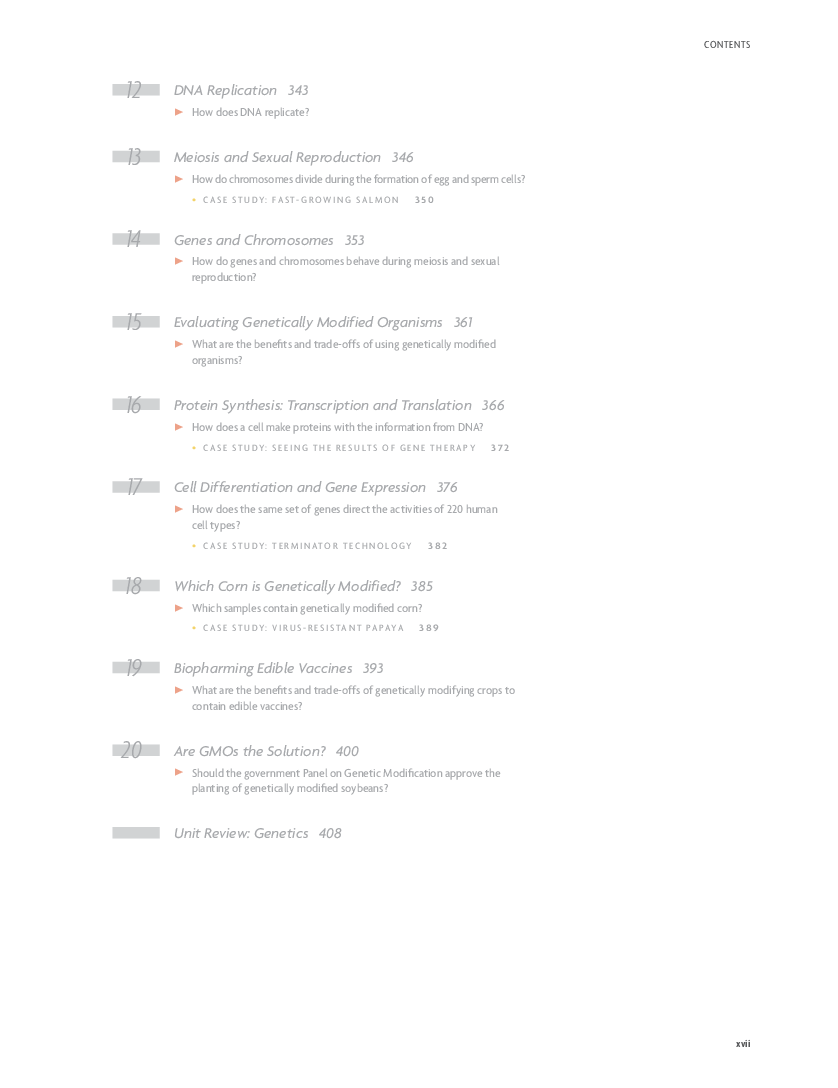 CONTENTS
12 DNA Replication 343
► How does DNA replicate?
13 Meiosis and Sexual Reproduction 346
► How do chromosomes divide during the formation of egg and sperm cells?
• CASE STUDY: FAST-GROWING SALMON 350
14 Genes and Chromosomes 353
► How do genes and chromosomes behave during meiosis and sexual
reproduction?
15 Evaluating Genetically Modified Organisms 361
► What are the benefits and trade-offs of using genetically modified
organisms?
16 Protein Synthesis: Transcription and Translation 366
► How does a cell make proteins with the information from DNA?
• CASE STUDY: SEEING THE RESULTS OF GENE THERAPY 372
17 Cell Differentiation and Gene Expression 376
► How does the same set of genes direct the activities of 220 human
cell types?
• CASE STUDY: TERMINATOR TECHNOLOGY 382
18 Which Corn is Genetically Modified? 385
► Which samples contain genetically modified corn?
• CASE STUDY: VIRUS-RESISTANT PAPAYA 389
19 Biopharming Edible Vaccines 393
► What are the benefits and trade-offs of genetically modifying crops to
contain edible vaccines?
20 Are GMOs the Solution? 400
► Should the government Panel on Genetic Modification approve the
planting of genetically modified soybeans?
Unit Review: Genetics 408
xvii